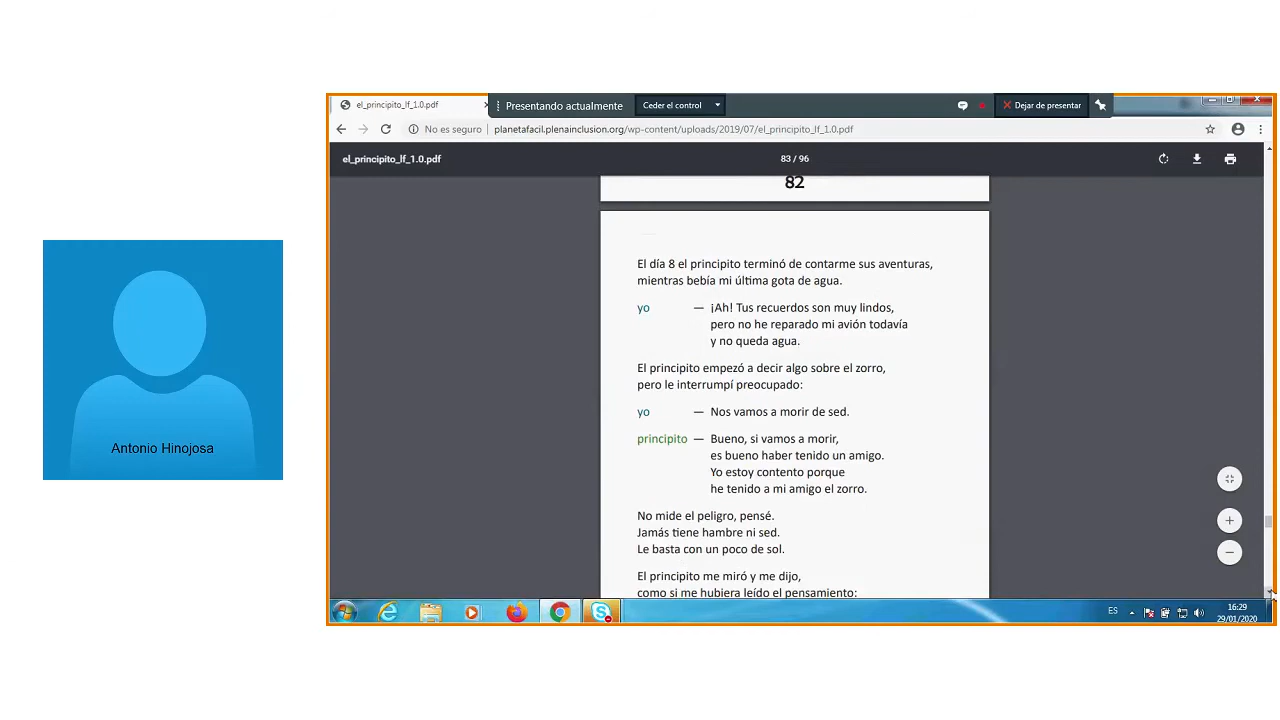 el_principito_lf_1.0.pdf
Presentando actualmente
Ceder el control
Dejar de presentar
No es seguro
planetafacil.plenainclusion.org/wp-content/uploads/2019/07/el_principito_lf_1.0.pdf
el_principito_lf_1.0.pdf
83 / 96
82
El día 8 el principito terminó de contarme sus aventuras,
mientras bebía mi última gota de agua.
yo — ¡Ah! Tus recuerdos son muy lindos,
pero no he reparado mi avión todavía
y no queda agua.
El principito empezó a decir algo sobre el zorro,
pero le interrumpí preocupado:
yo — Nos vamos a morir de sed.
principito — Bueno, si vamos a morir,
es bueno haber tenido un amigo.
Yo estoy contento porque
he tenido a mi amigo el zorro.
No mide el peligro, pensé.
Jamás tiene hambre ni sed.
Le basta con un poco de sol.
El principito me miró y me dijo,
como si me hubiera leído el pensamiento:
Antonio Hinojosa
ES
16:29
29/01/2020